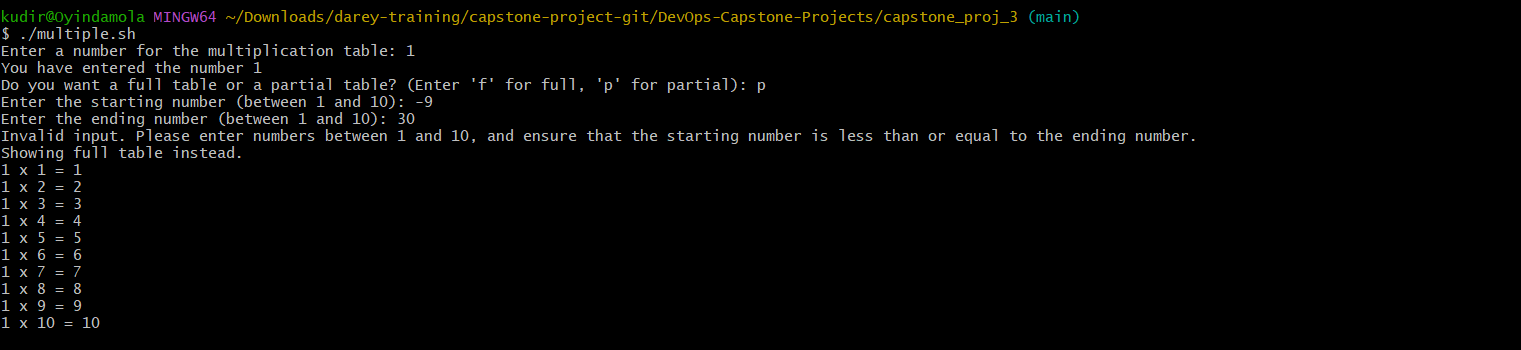 kudir@Oyindamola MINGW64 ~/Downloads/darey-training/capstone-project-git/DevOps-Capstone-Projects/capstone_proj_3 (main)
$ ./multiple.sh
Enter a number for the multiplication table: 1
You have entered the number 1
Do you want a full table or a partial table? (Enter 'f' for full, 'p' for partial): p
Enter the starting number (between 1 and 10): -9
Enter the ending number (between 1 and 10): 30
Invalid input. Please enter numbers between 1 and 10, and ensure that the starting number is less than or equal to the ending number.
Showing full table instead.
1 x 1 = 1
1 x 2 = 2
1 x 3 = 3
1 x 4 = 4
1 x 5 = 5
1 x 6 = 6
1 x 7 = 7
1 x 8 = 8
1 x 9 = 9
1 x 10 = 10